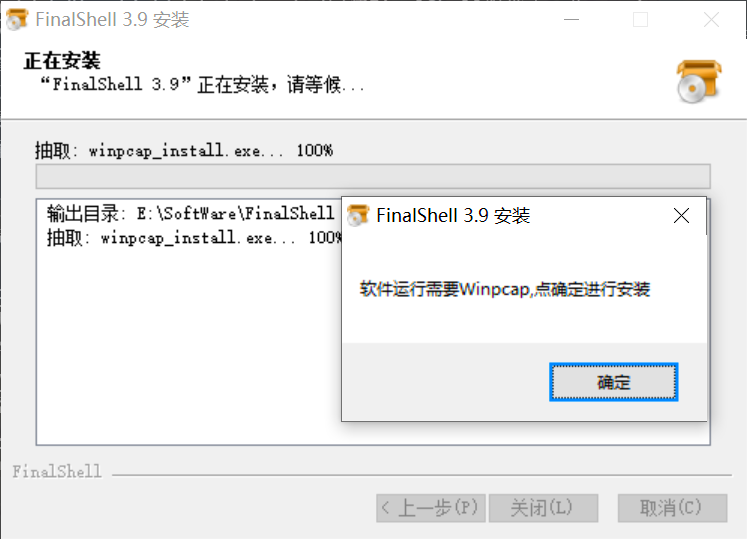 FinalShell 3.9 安装
正在安装
“FinalShell 3.9”正在安装，请等候...
抽取: winpcap_install.exe... 100%
输出目录: E:\SoftWare\FinalShell
抽取: winpcap_install.exe... 100%
FinalShell 3.9 安装
软件运行需要Winpcap,点确定进行安装
确定
FinalShell
< 上一步(P) 关闭(L) 取消(C)